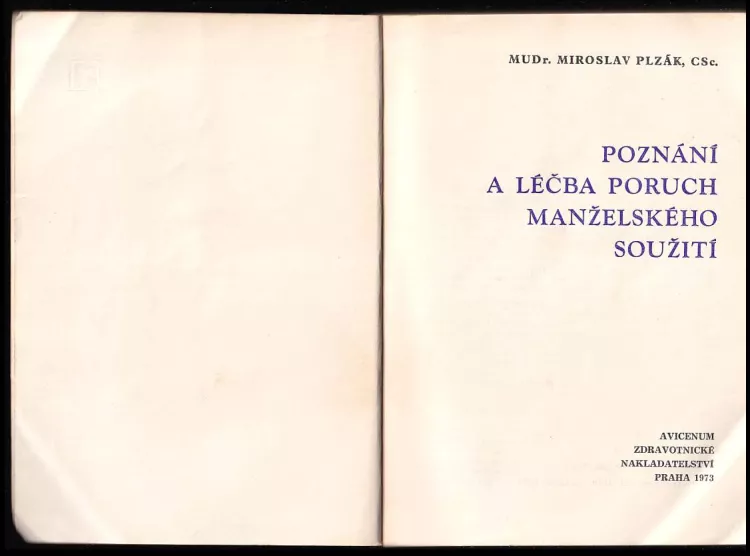 MUDr. MIROSLAV PLZÁK, CSc.
POZNÁNÍ
A LÉČBA PORUCH
MANŽELSKÉHO
SOUŽITÍ
AVICENUM
ZDRAVOTNICKÉ
NAKLADATELSTVÍ
PRAHA 1973